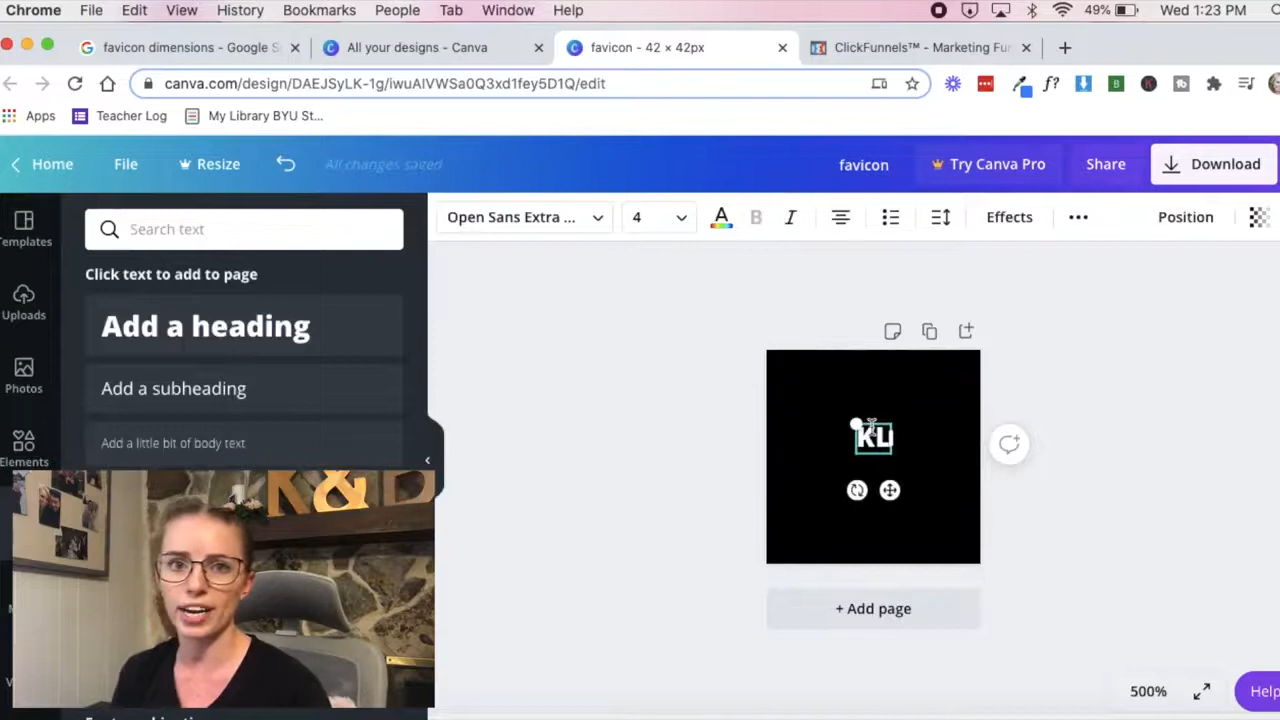 Chrome File Edit View History Bookmarks People Tab Window Help 49% Wed 1:23 PM
favicon dimensions - Google S
All your designs - Canva
favicon - 42 × 42px
ClickFunnels™ - Marketing Fun
canva.com/design/DAEJSyLK-1g/iwuAIVWSa0Q3xd1fey5D1Q/edit
Apps Teacher Log My Library BYU St...
Home File Resize All changes saved favicon Try Canva Pro Share Download
Templates
Uploads
Photos
Elements
Search text
Click text to add to page
Add a heading
Add a subheading
Add a little bit of body text
Open Sans Extra ... 4 A B I Effects Position
KL
+ Add page
K & B
500%
Help